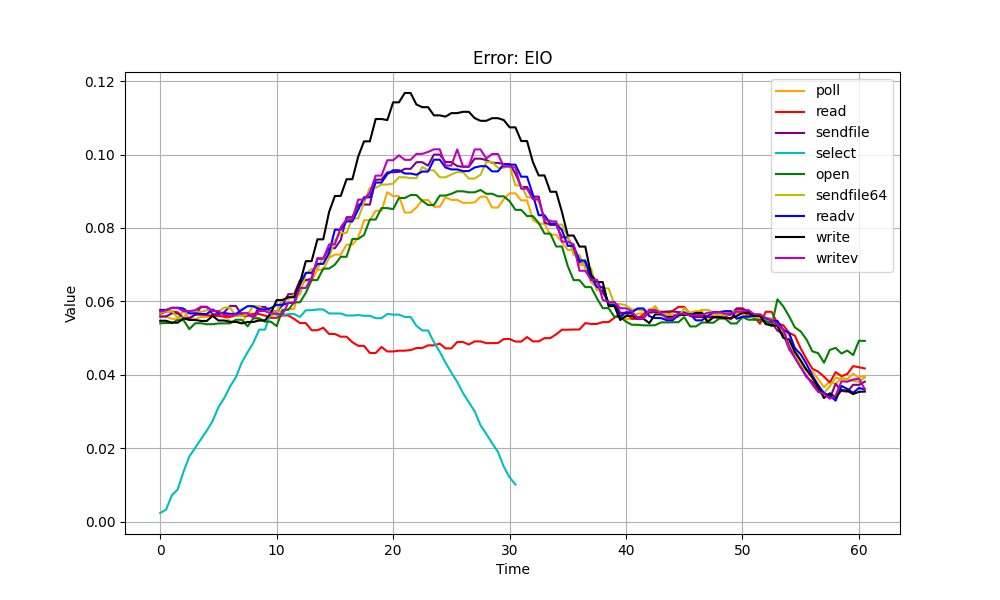 Error: EIO
0.12
0.10
0.08
0.06
0.04
0.02
0.00
Value
0
10
20
30
40
50
60
Time
poll
read
sendfile
select
open
sendfile64
readv
write
writev